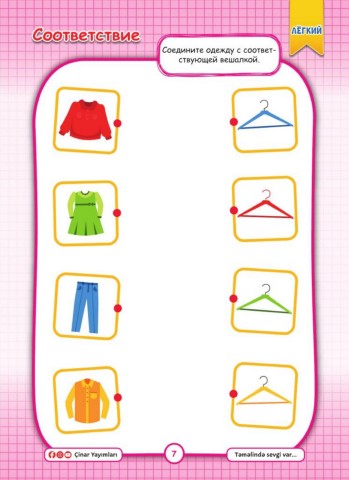 Соответствие
Соедините одежду с соответ-
ствующей вешалкой.
ЛЁГКИЙ
Çinar Yayımları
7
Təməlində sevgi var...